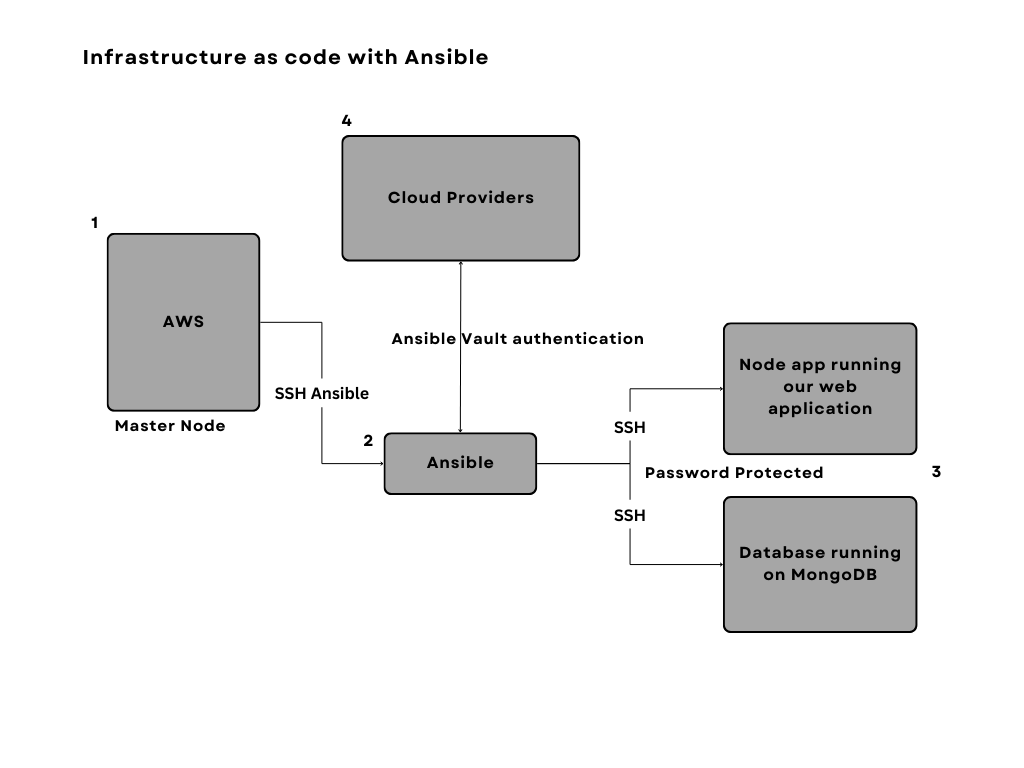 Infrastructure as code with Ansible
4
Cloud Providers
1
AWS
Master Node
Ansible Vault authentication
SSH Ansible
2
Ansible
SSH
Password Protected
SSH
Node app running
our web
application
3
Database running
on MongoDB